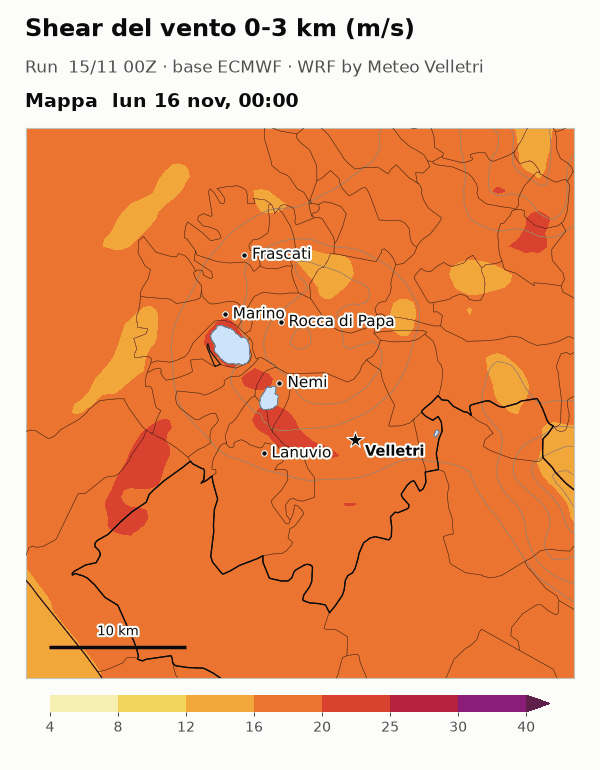 Shear del vento 0-3 km (m/s)
Run  15/11 00Z · base ECMWF · WRF by Meteo Velletri
Mappa  lun 16 nov, 00:00
Frascati
Marino
Rocca di Papa
Nemi
Velletri
Lanuvio
10 km
4 8 12 16 20 25 30 40